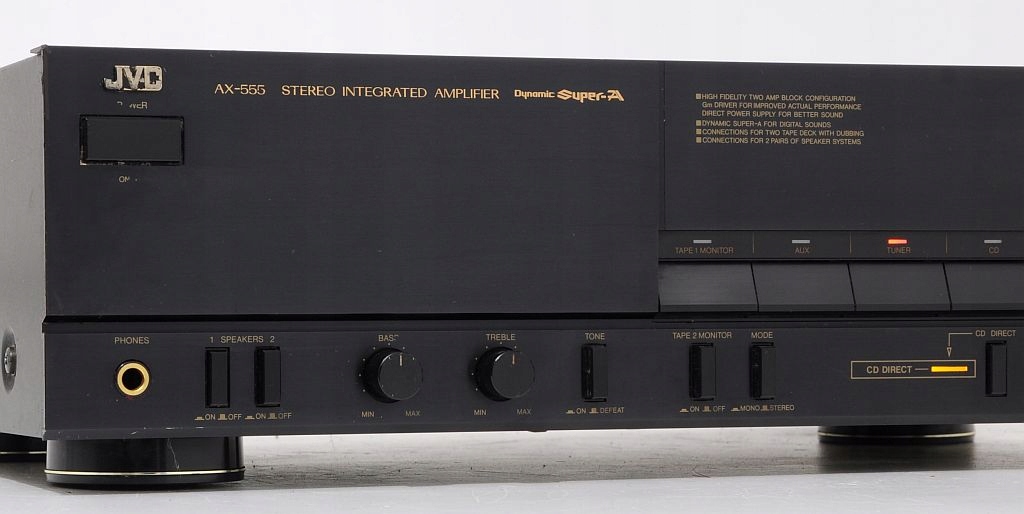 JVC
AX-555 STEREO INTEGRATED AMPLIFIER Dynamic Super-A
HIGH FIDELITY TWO AMP BLOCK CONFIGURATION
Gm DRIVER FOR IMPROVED ACTUAL PERFORMANCE
DIRECT POWER SUPPLY FOR BETTER SOUND
DYNAMIC SUPER-A FOR DIGITAL SOUNDS
CONNECTIONS FOR TWO TAPE DECK WITH DUBBING
CONNECTIONS FOR 2 PAIRS OF SPEAKER SYSTEMS
ON
TAPE 1 MONITOR AUX TUNER CD
PHONES 1 SPEAKERS 2 BASS TREBLE TONE TAPE 2 MONITOR MODE CD DIRECT
CD DIRECT
ON OFF ON OFF MIN MAX MIN MAX ON DEFEAT ON OFF MONO STEREO